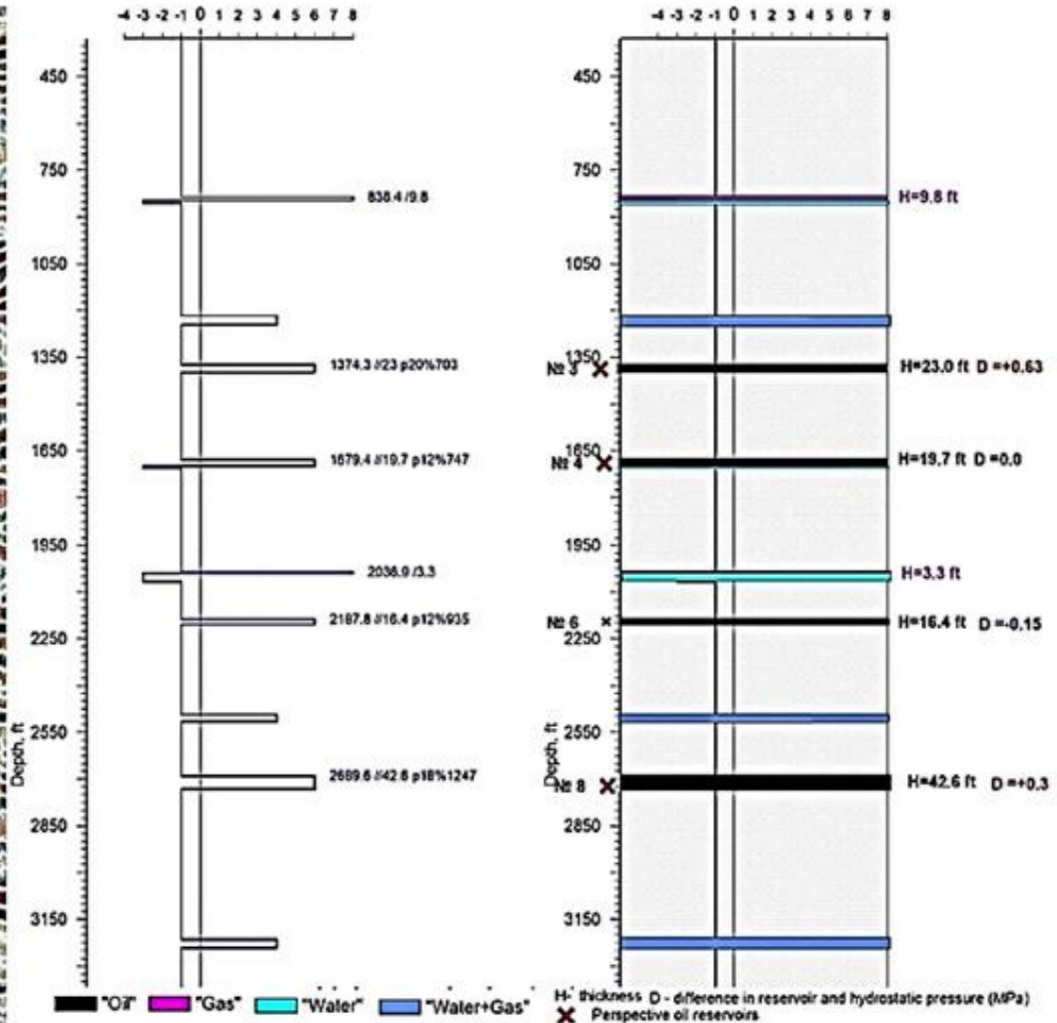 -4 -3 -2 -1 0 1 2 3 4 5 6 7 8
450
750
838.4 /9.8
1050
1350
1374.3 //23 p20%703
1650
1679.4 //19.7 p12%747
1950
2036.9 /3.3
2187.8 //16.4 p12%935
2250
2550
Depth, ft
2689.6 //42.6 p18%1247
2850
3150
-4 -3 -2 -1 0 1 2 3 4 5 6 7 8
450
750
H=9.8 ft
1050
1350
№ 3
H=23.0 ft D =+0,63
1650
№ 4
H=19.7 ft D =0.0
1950
H=3.3 ft
№ 6
H=16.4 ft D =-0,15
2250
2550
Depth, ft
№ 8
H=42.6 ft D =+0,3
2850
3150
"Oil" "Gas" "Water" "Water+Gas"
H- thickness D - difference in reservoir and hydrostatic pressure (MPa)
Perspective oil reservoirs